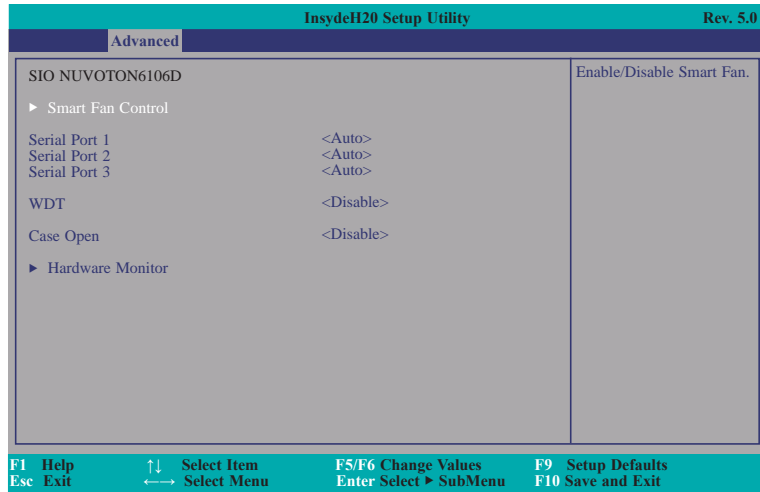 InsydeH20 Setup Utility Rev. 5.0
Advanced
SIO NUVOTON6106D
Enable/Disable Smart Fan.
► Smart Fan Control
Serial Port 1 <Auto>
Serial Port 2 <Auto>
Serial Port 3 <Auto>
WDT <Disable>
Case Open <Disable>
► Hardware Monitor
F1 Help ↑↓ Select Item F5/F6 Change Values F9 Setup Defaults
Esc Exit ←→ Select Menu Enter Select ► SubMenu F10 Save and Exit